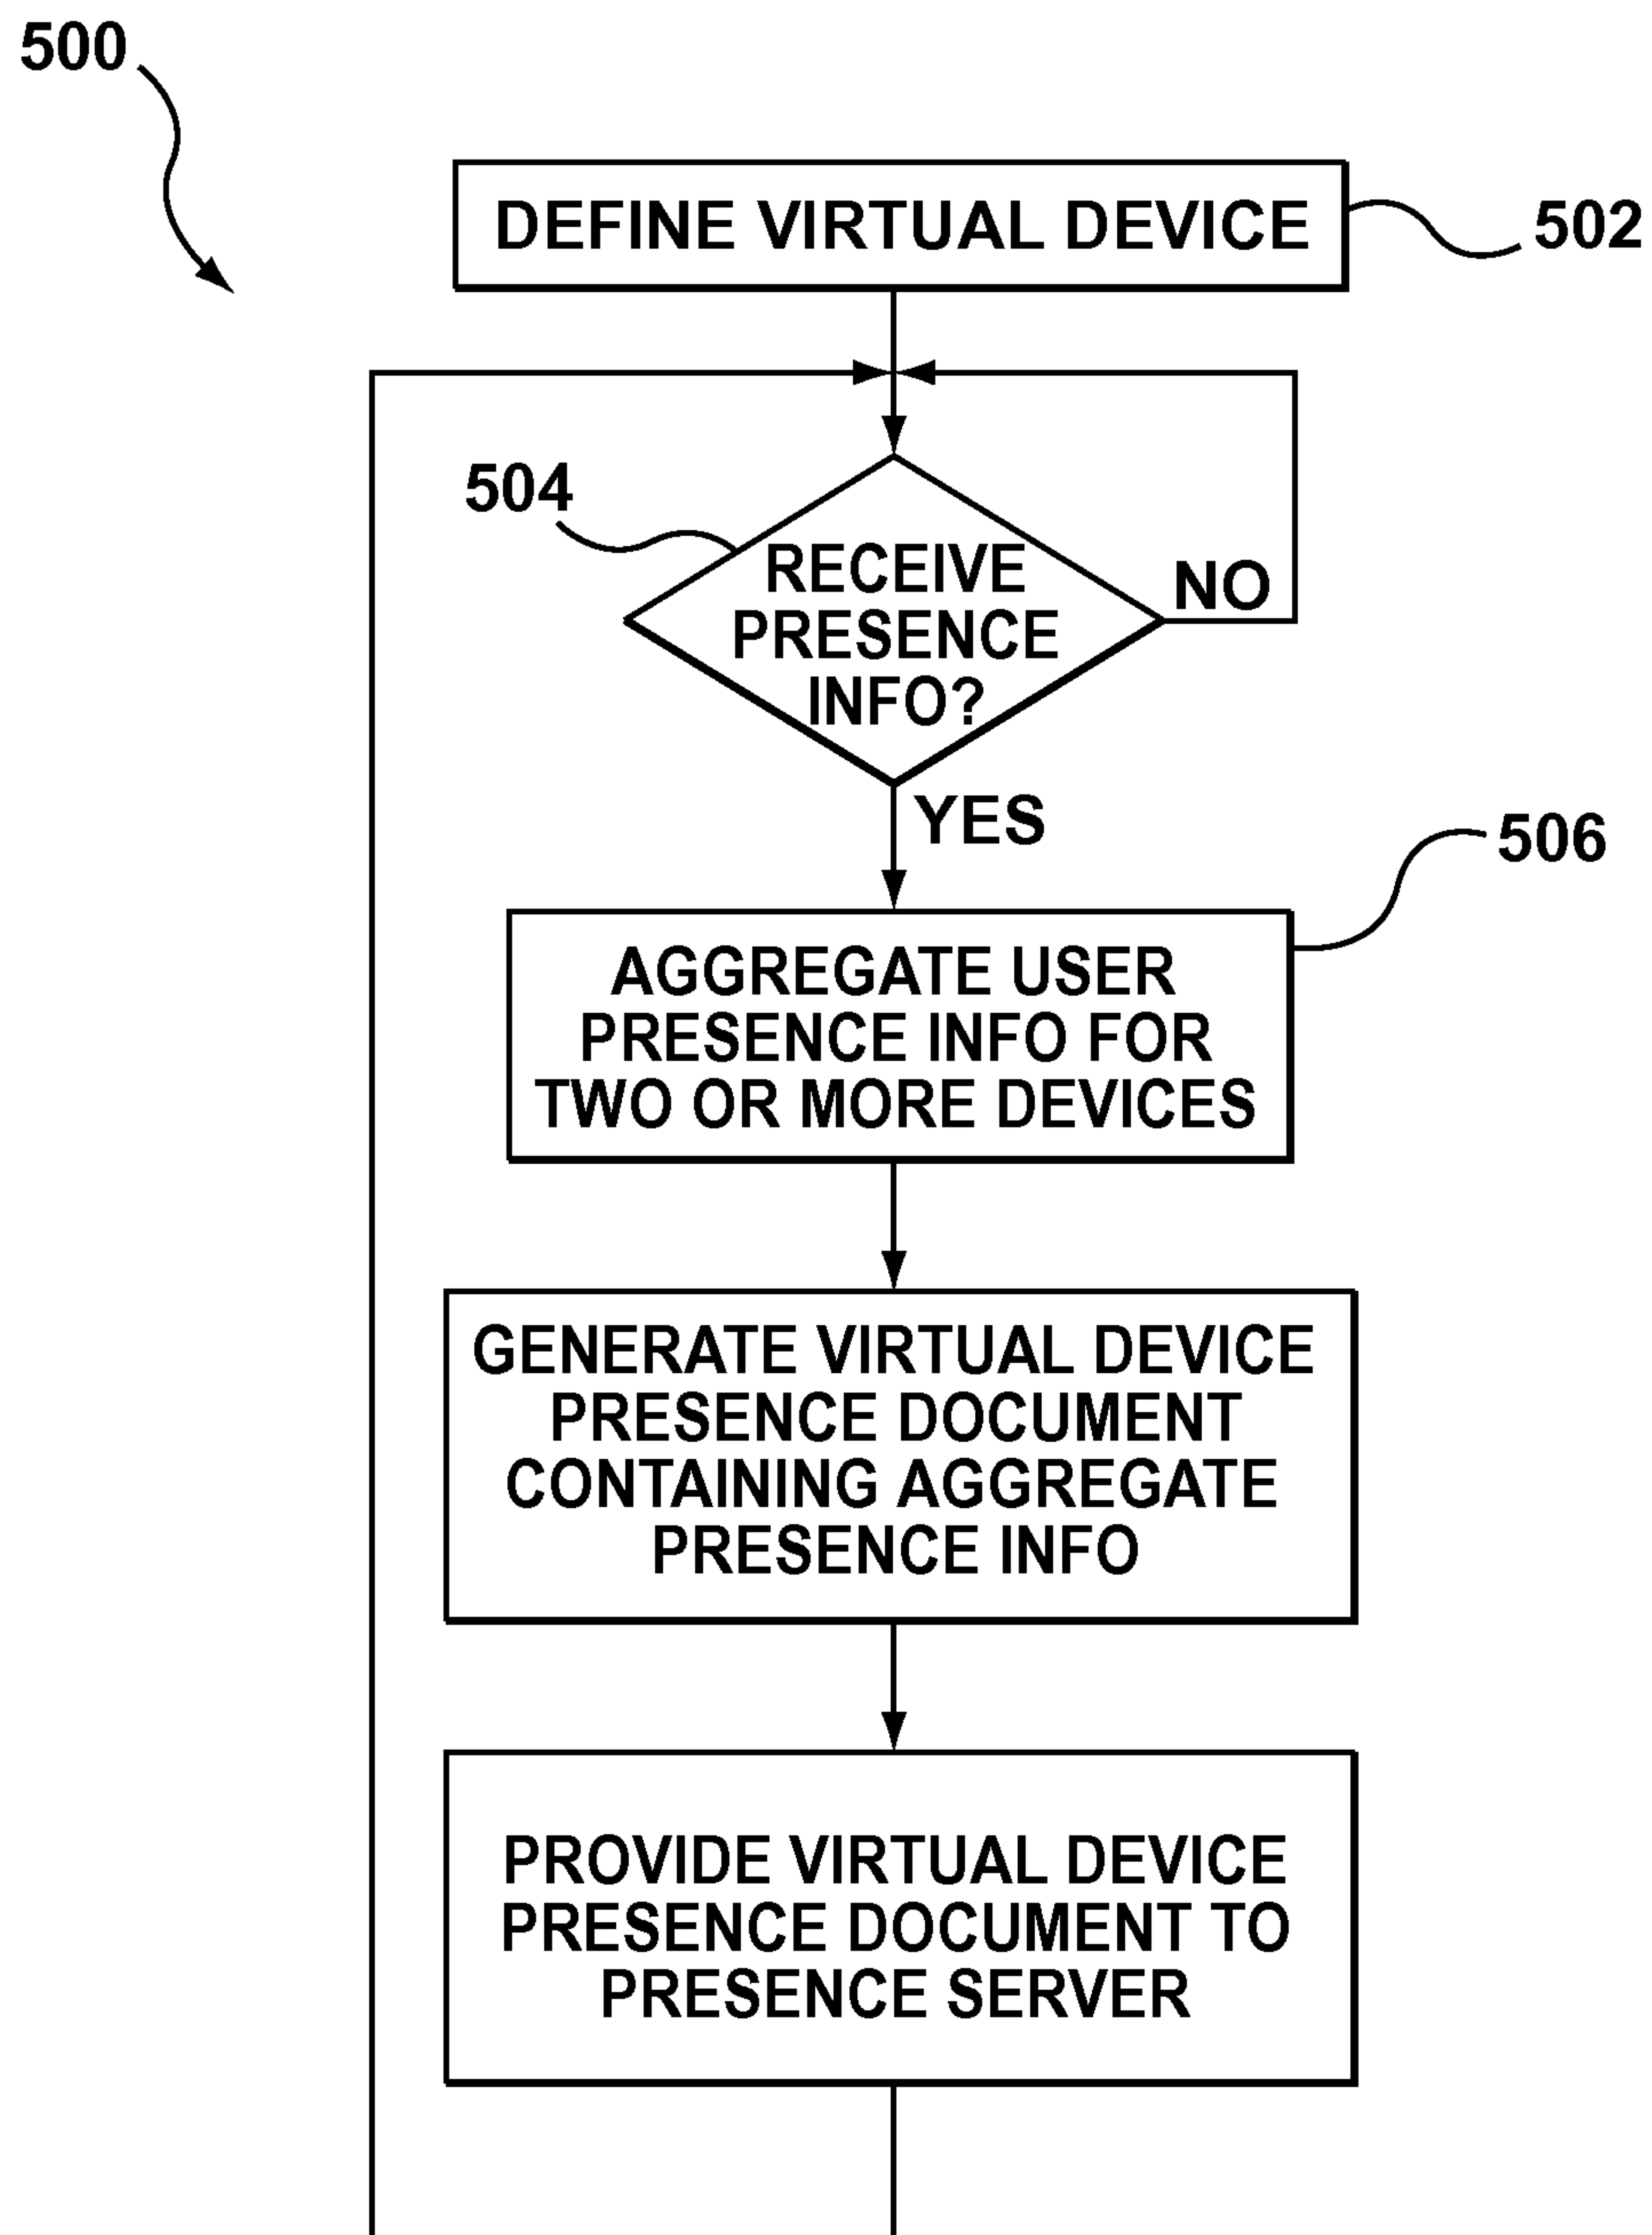 500
DEFINE VIRTUAL DEVICE
502
504
RECEIVE
PRESENCE
INFO?
NO
YES
506
AGGREGATE USER
PRESENCE INFO FOR
TWO OR MORE DEVICES
GENERATE VIRTUAL DEVICE
PRESENCE DOCUMENT
CONTAINING AGGREGATE
PRESENCE INFO
PROVIDE VIRTUAL DEVICE
PRESENCE DOCUMENT TO
PRESENCE SERVER